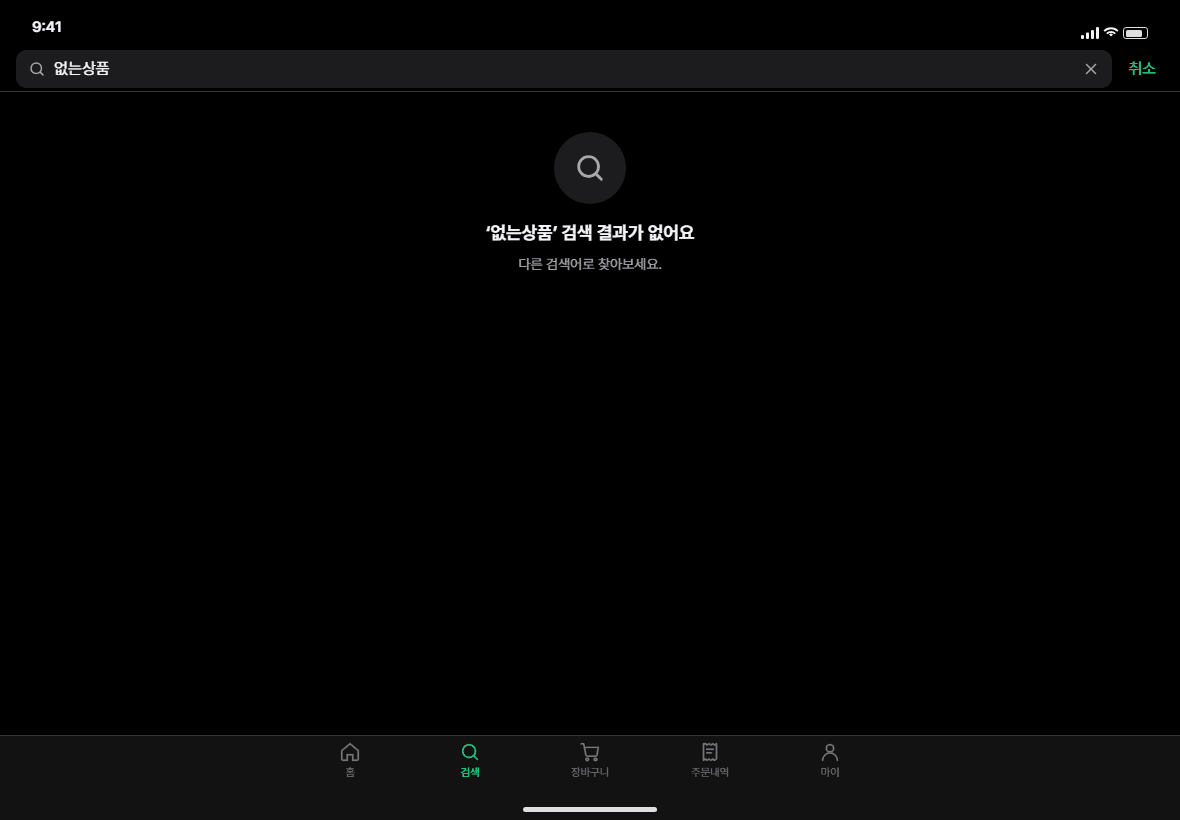 9:41
없는상품
취소
‘없는상품’ 검색 결과가 없어요
다른 검색어로 찾아보세요.
홈
검색
장바구니
주문내역
마이